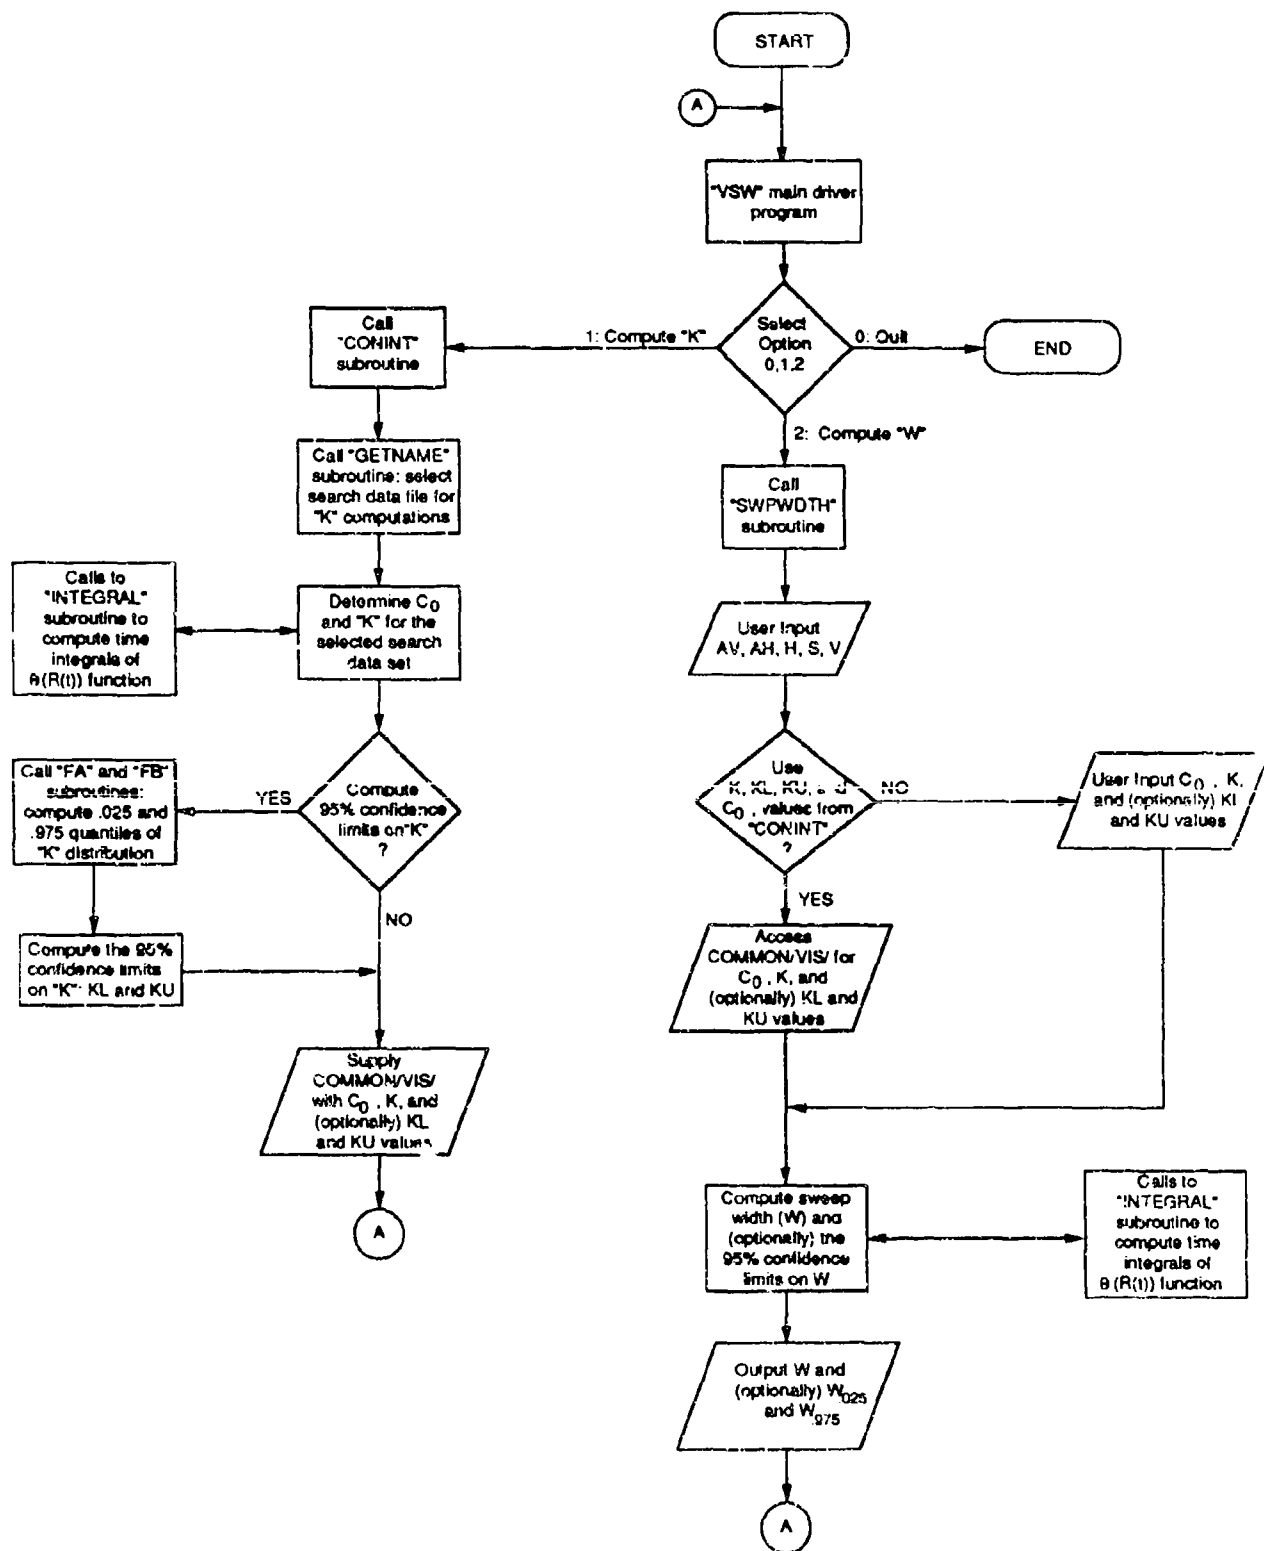 START
A
"VSW" main driver
program
Select
Option
0,1,2
1: Compute "K"
0: Quit
END
2: Compute "W"
Call
"CONINT"
subroutine
Call "GETNAME"
subroutine: select
search data file for
"K" computations
Calls to
"INTEGRAL"
subroutine to
compute time
integrals of
θ(R(t)) function
Determine C0
and "K" for the
selected search
data set
Call "FA" and "FB"
subroutines:
compute .025 and
.975 quantiles of
"K" distribution
YES
Compute
95% confidence
limits on "K"
?
NO
Compute the 95%
confidence limits
on "K": KL and KU
Supply
COMMON/VIS/
with C0 , K, and
(optionally) KL
and KU values
A
Call
"SWPWDTH"
subroutine
User Input
AV, AH, H, S, V
Use
K, KL, KU, and
C0 , values from
"CONINT"
?
NO
User Input C0 , K,
and (optionally) KL
and KU values
YES
Access
COMMON/VIS/ for
C0 , K, and
(optionally) KL and
KU values
Compute sweep
width (W) and
(optionally) the
95% confidence
limits on W
Calls to
"INTEGRAL"
subroutine to
compute time
integrals of
θ(R(t)) function
Output W and
(optionally) W.025
and W.975
A